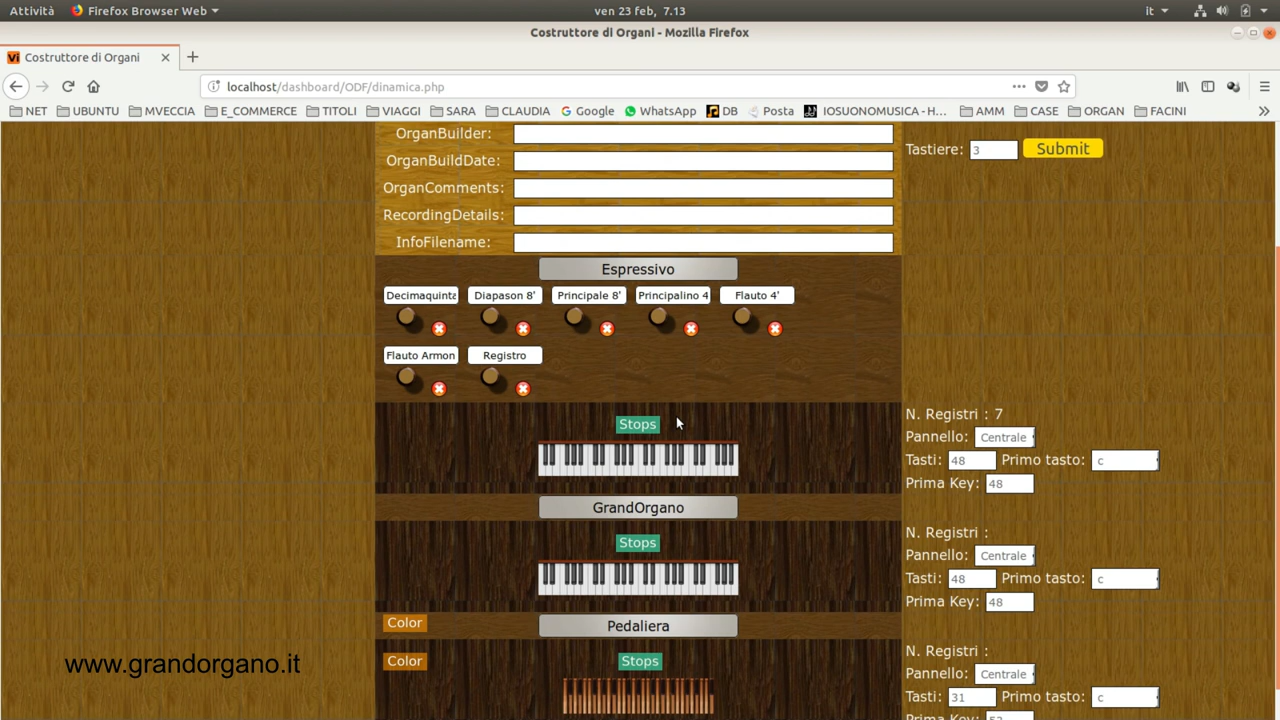 Attività Firefox Browser Web ven 23 feb, 7.13 it
Costruttore di Organi - Mozilla Firefox
Vi Costruttore di Organi
localhost/dashboard/ODF/dinamica.php
NET UBUNTU MVECCIA E_COMMERCE TITOLI VIAGGI SARA CLAUDIA Google WhatsApp DB Posta IOSUONOMUSICA - H... AMM CASE ORGAN FACINI
OrganBuilder:
Tastiere: 3 Submit
OrganBuildDate:
OrganComments:
RecordingDetails:
InfoFilename:
Espressivo
Decimaquinta Diapason 8' Principale 8' Principalino 4 Flauto 4'
Flauto Armon Registro
Stops
N. Registri : 7
Pannello: Centrale
Tasti: 48 Primo tasto: c
Prima Key: 48
GrandOrgano
Stops
N. Registri :
Pannello: Centrale
Tasti: 48 Primo tasto: c
Prima Key: 48
Color Pedaliera
Color Stops
N. Registri :
Pannello: Centrale
Tasti: 31 Primo tasto: c
www.grandorgano.it